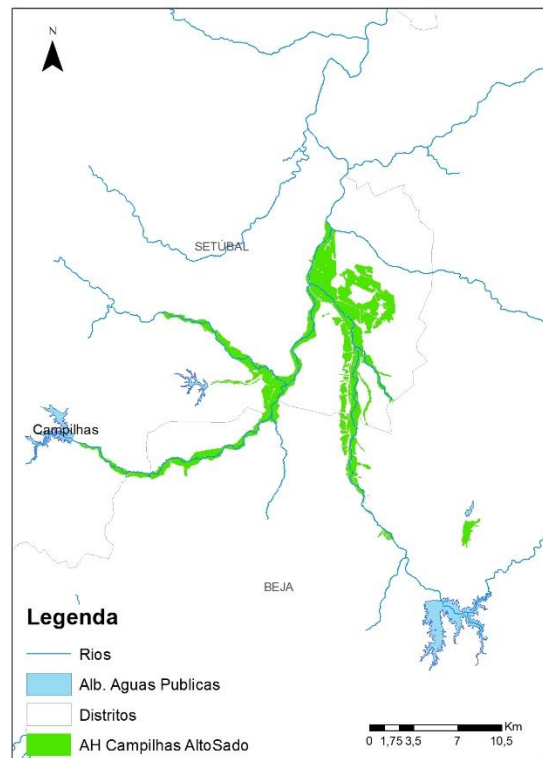 N
SETÚBAL
Campilhas
BEJA
Legenda
Rios
Alb. Aguas Publicas
Distritos
AH Campilhas AltoSado
Km
0 1,75 3,5 7 10,5